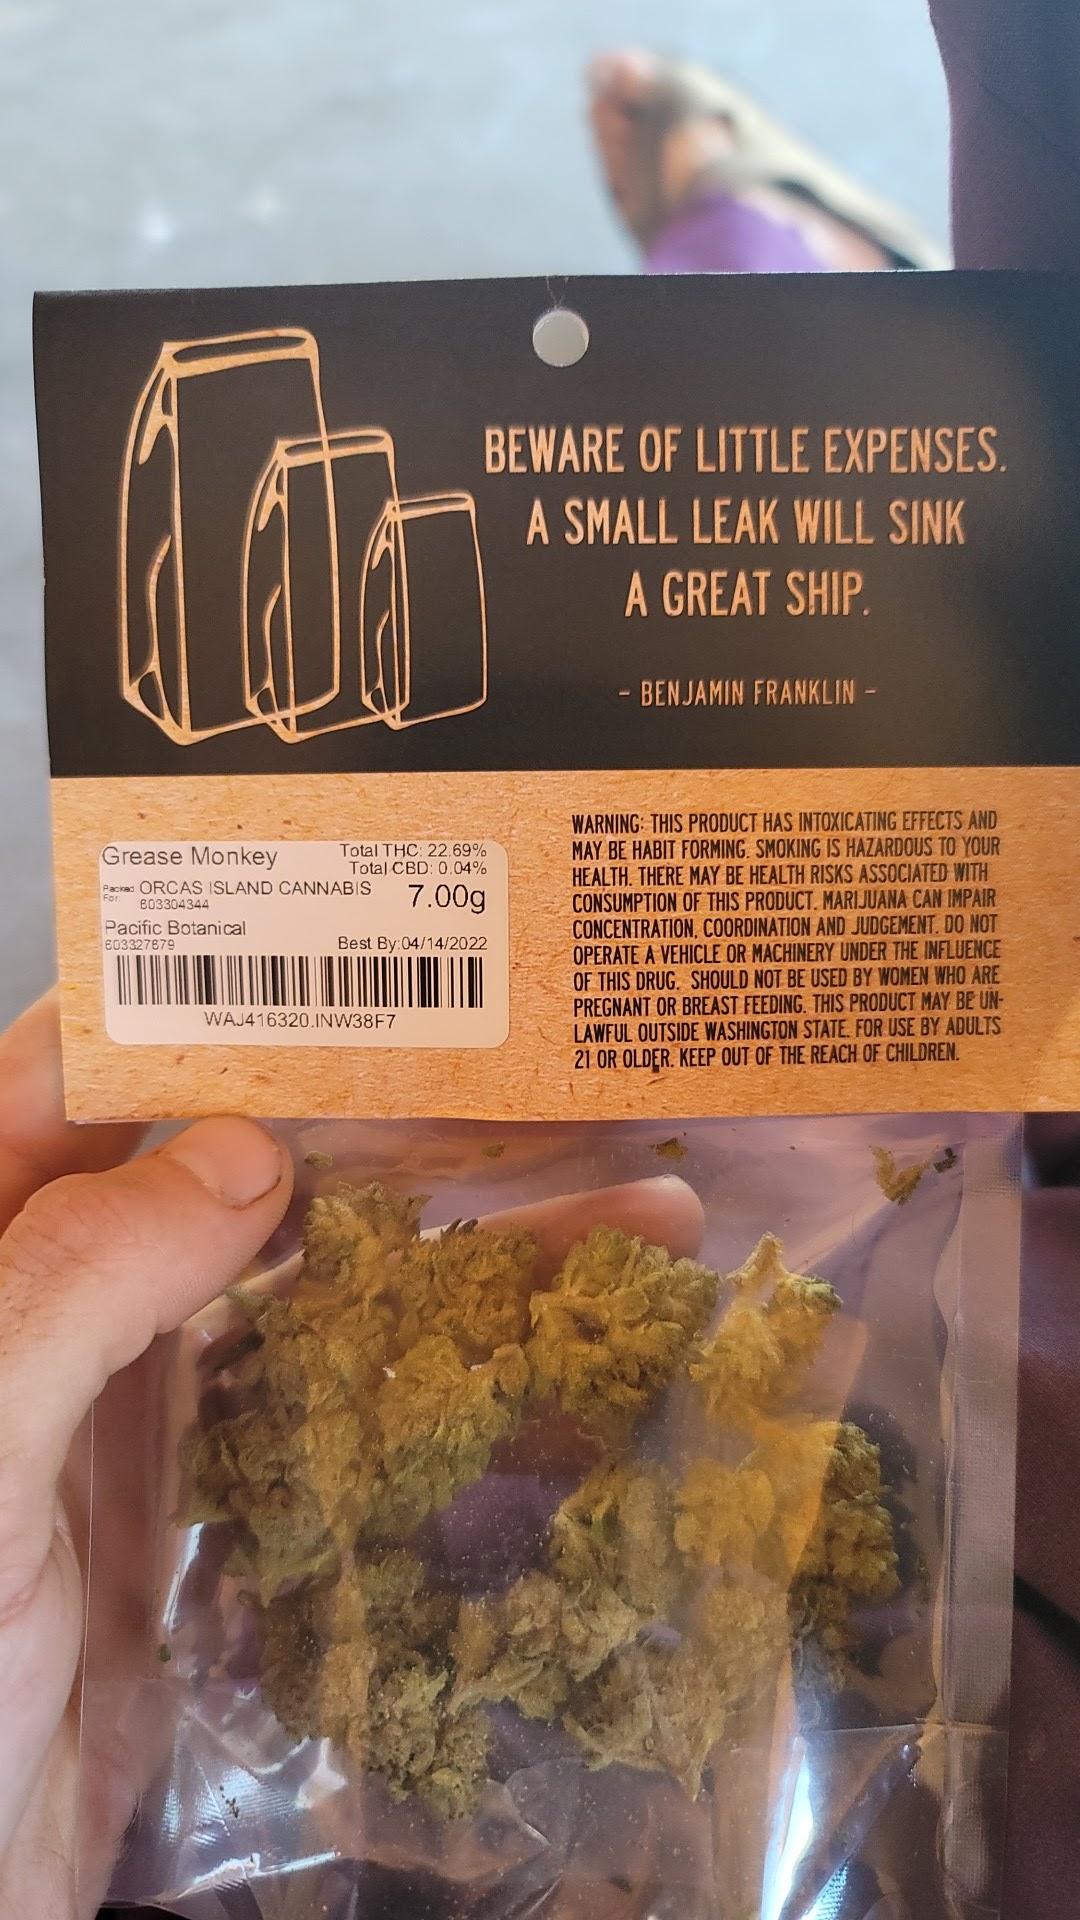 BEWARE OF LITTLE EXPENSES.
A SMALL LEAK WILL SINK
A GREAT SHIP.
- BENJAMIN FRANKLIN -
Grease Monkey
Total THC: 22.69%
Total CBD: 0.04%
Packed For:
ORCAS ISLAND CANNABIS
603304344
7.00g
Pacific Botanical
603327679
Best By:04/14/2022
WAJ416320.INW38F7
WARNING: THIS PRODUCT HAS INTOXICATING EFFECTS AND
MAY BE HABIT FORMING. SMOKING IS HAZARDOUS TO YOUR
HEALTH. THERE MAY BE HEALTH RISKS ASSOCIATED WITH
CONSUMPTION OF THIS PRODUCT. MARIJUANA CAN IMPAIR
CONCENTRATION, COORDINATION AND JUDGEMENT. DO NOT
OPERATE A VEHICLE OR MACHINERY UNDER THE INFLUENCE
OF THIS DRUG. SHOULD NOT BE USED BY WOMEN WHO ARE
PREGNANT OR BREAST FEEDING. THIS PRODUCT MAY BE UN-
LAWFUL OUTSIDE WASHINGTON STATE. FOR USE BY ADULTS
21 OR OLDER. KEEP OUT OF THE REACH OF CHILDREN.